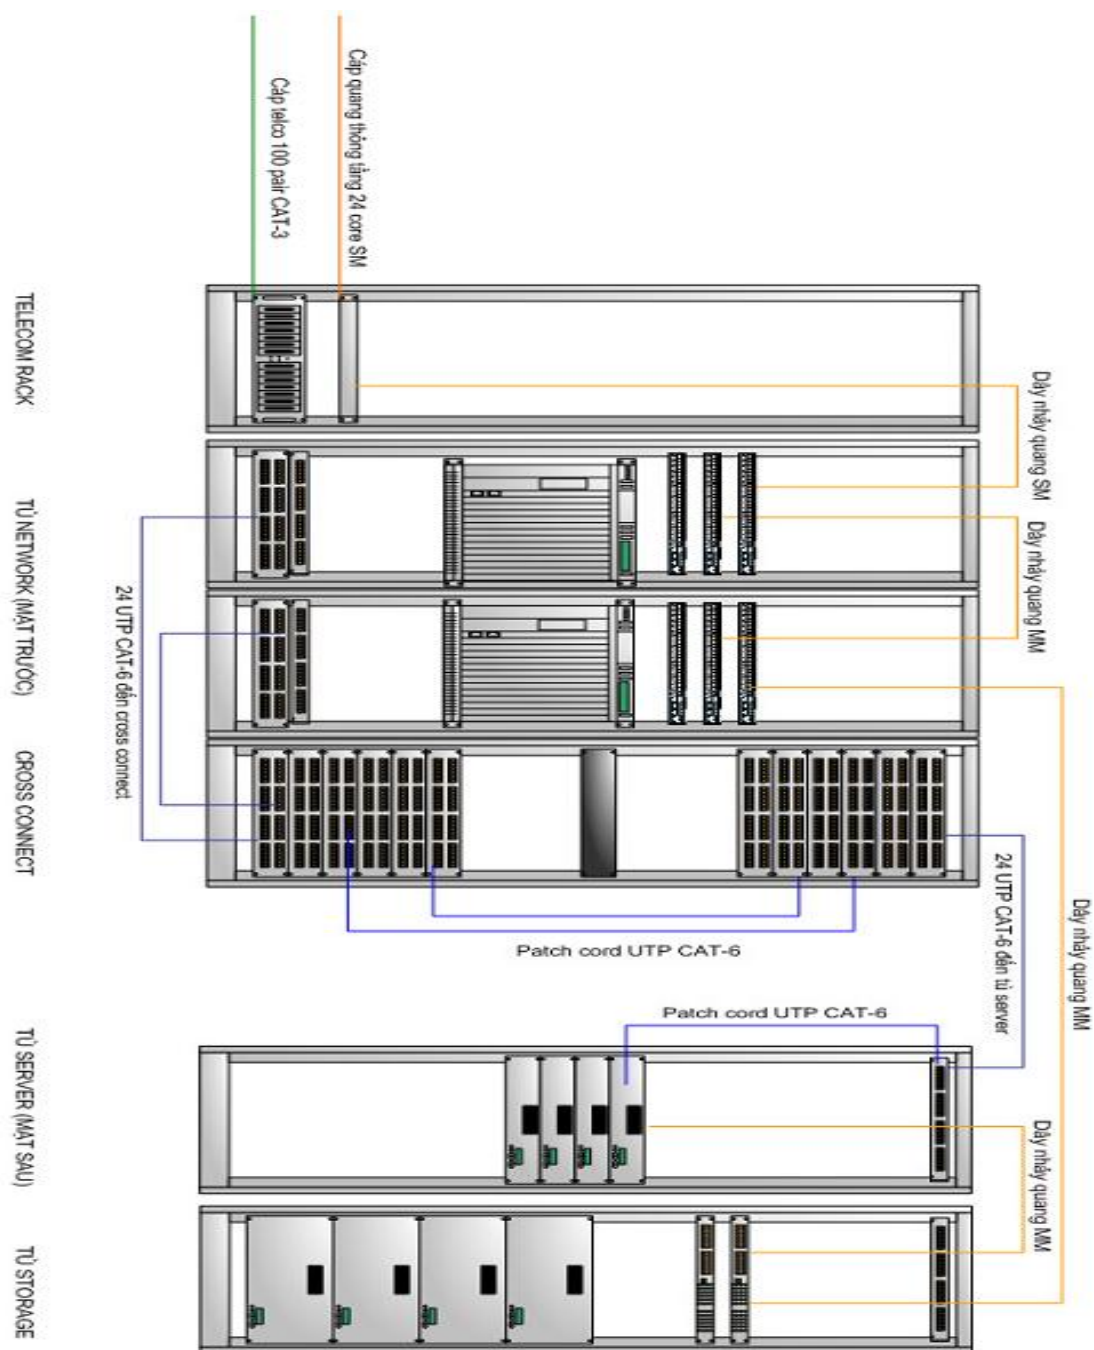 Dây nhảy quang MM
Dây nhảy quang SM
Dây nhảy quang MM
Dây nhảy quang MM
24 UTP CAT-6 đến tủ server
Patch cord UTP CAT-6
Patch cord UTP CAT-6
Cáp quang thông tầng 24 core SM
Cáp telco 100 pair CAT-3
24 UTP CAT-6 đến cross connect
TELECOM RACK
TỦ NETWORK (MẶT TRƯỚC)
CROSS CONNECT
TỦ SERVER (MẶT SAU)
TỦ STORAGE